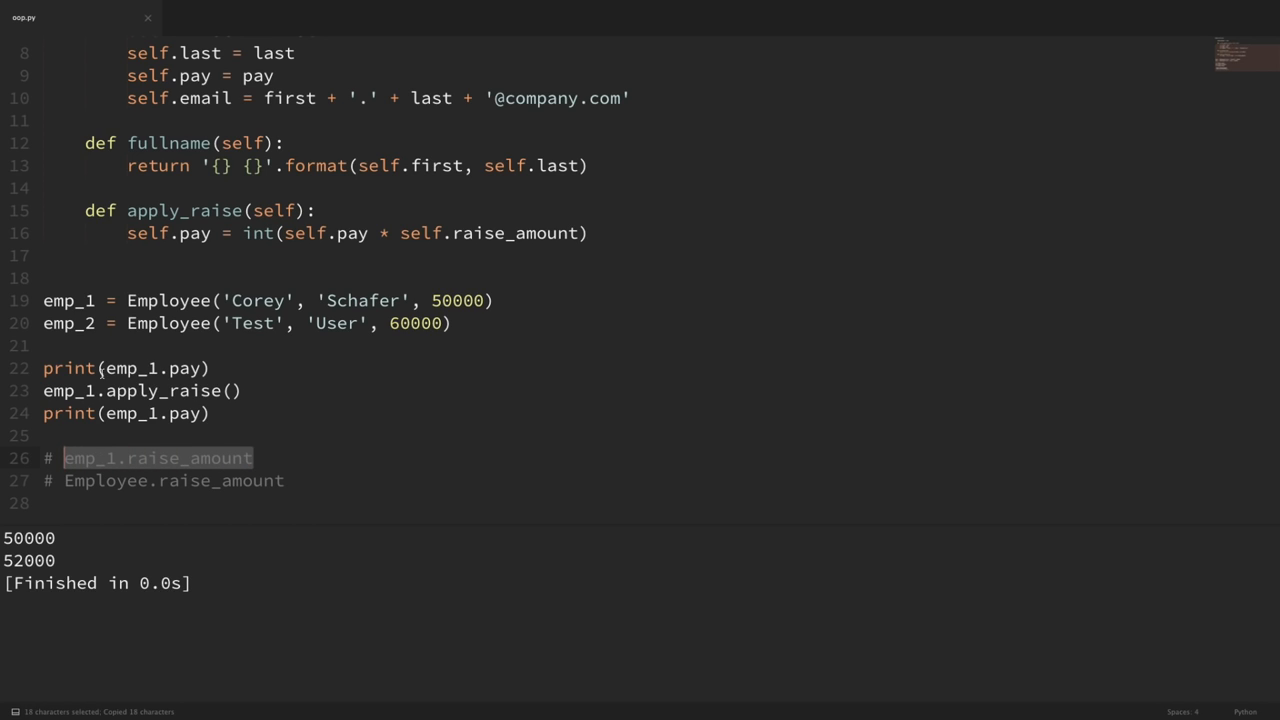 oop.py ×
8 self.last = last
9 self.pay = pay
10 self.email = first + '.' + last + '@company.com'
11
12 def fullname(self):
13 return '{} {}'.format(self.first, self.last)
14
15 def apply_raise(self):
16 self.pay = int(self.pay * self.raise_amount)
17
18
19 emp_1 = Employee('Corey', 'Schafer', 50000)
20 emp_2 = Employee('Test', 'User', 60000)
21
22 print(emp_1.pay)
23 emp_1.apply_raise()
24 print(emp_1.pay)
25
26 # emp_1.raise_amount
27 # Employee.raise_amount
28
50000
52000
[Finished in 0.0s]
18 characters selected; Copied 18 characters Spaces: 4 Python